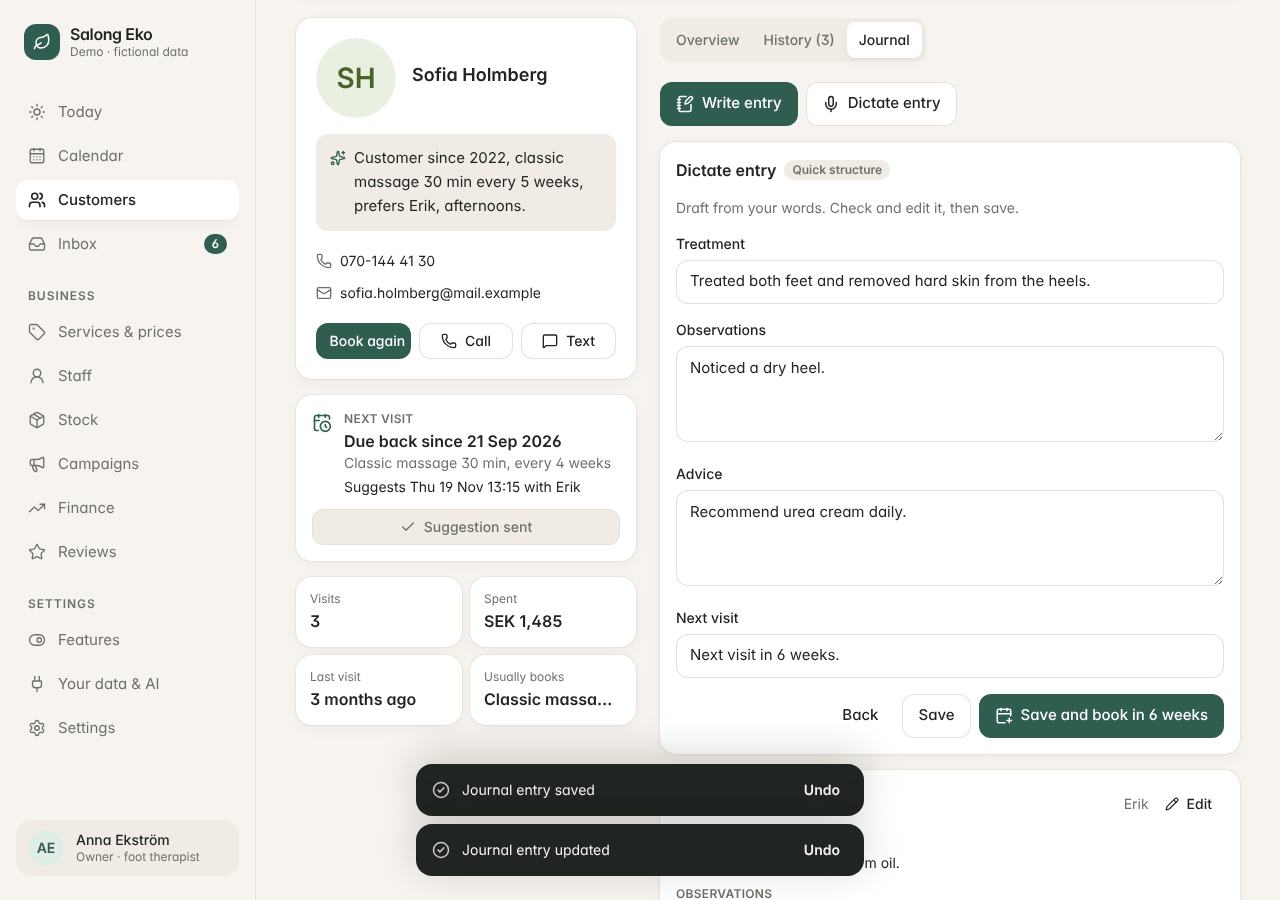 Salong Eko
Demo · fictional data
Today
Calendar
Customers
Inbox
6
BUSINESS
Services & prices
Staff
Stock
Campaigns
Finance
Reviews
SETTINGS
Features
Your data & AI
Settings
AE
Anna Ekström
Owner · foot therapist
SH
Sofia Holmberg
Customer since 2022, classic
massage 30 min every 5 weeks,
prefers Erik, afternoons.
070-144 41 30
sofia.holmberg@mail.example
Book again
Call
Text
NEXT VISIT
Due back since 21 Sep 2026
Classic massage 30 min, every 4 weeks
Suggests Thu 19 Nov 13:15 with Erik
Suggestion sent
Visits
3
Spent
SEK 1,485
Last visit
3 months ago
Usually books
Classic massa...
Overview
History (3)
Journal
Write entry
Dictate entry
Dictate entry
Quick structure
Draft from your words. Check and edit it, then save.
Treatment
Treated both feet and removed hard skin from the heels.
Observations
Noticed a dry heel.
Advice
Recommend urea cream daily.
Next visit
Next visit in 6 weeks.
Back
Save
Save and book in 6 weeks
Erik
Edit
oil.
OBSERVATIONS
Journal entry saved
Undo
Journal entry updated
Undo